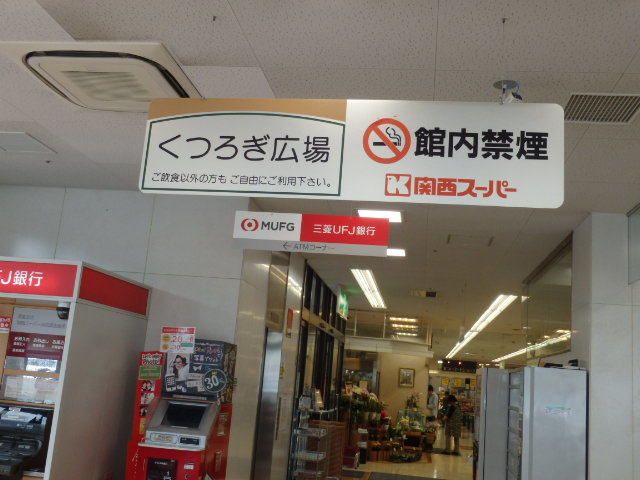 くつろぎ広場
ご飲食以外の方も ご自由にご利用下さい。
館内禁煙
関西スーパー
MUFG 三菱UFJ銀行
←ATMコーナー
FJ銀行
20
30